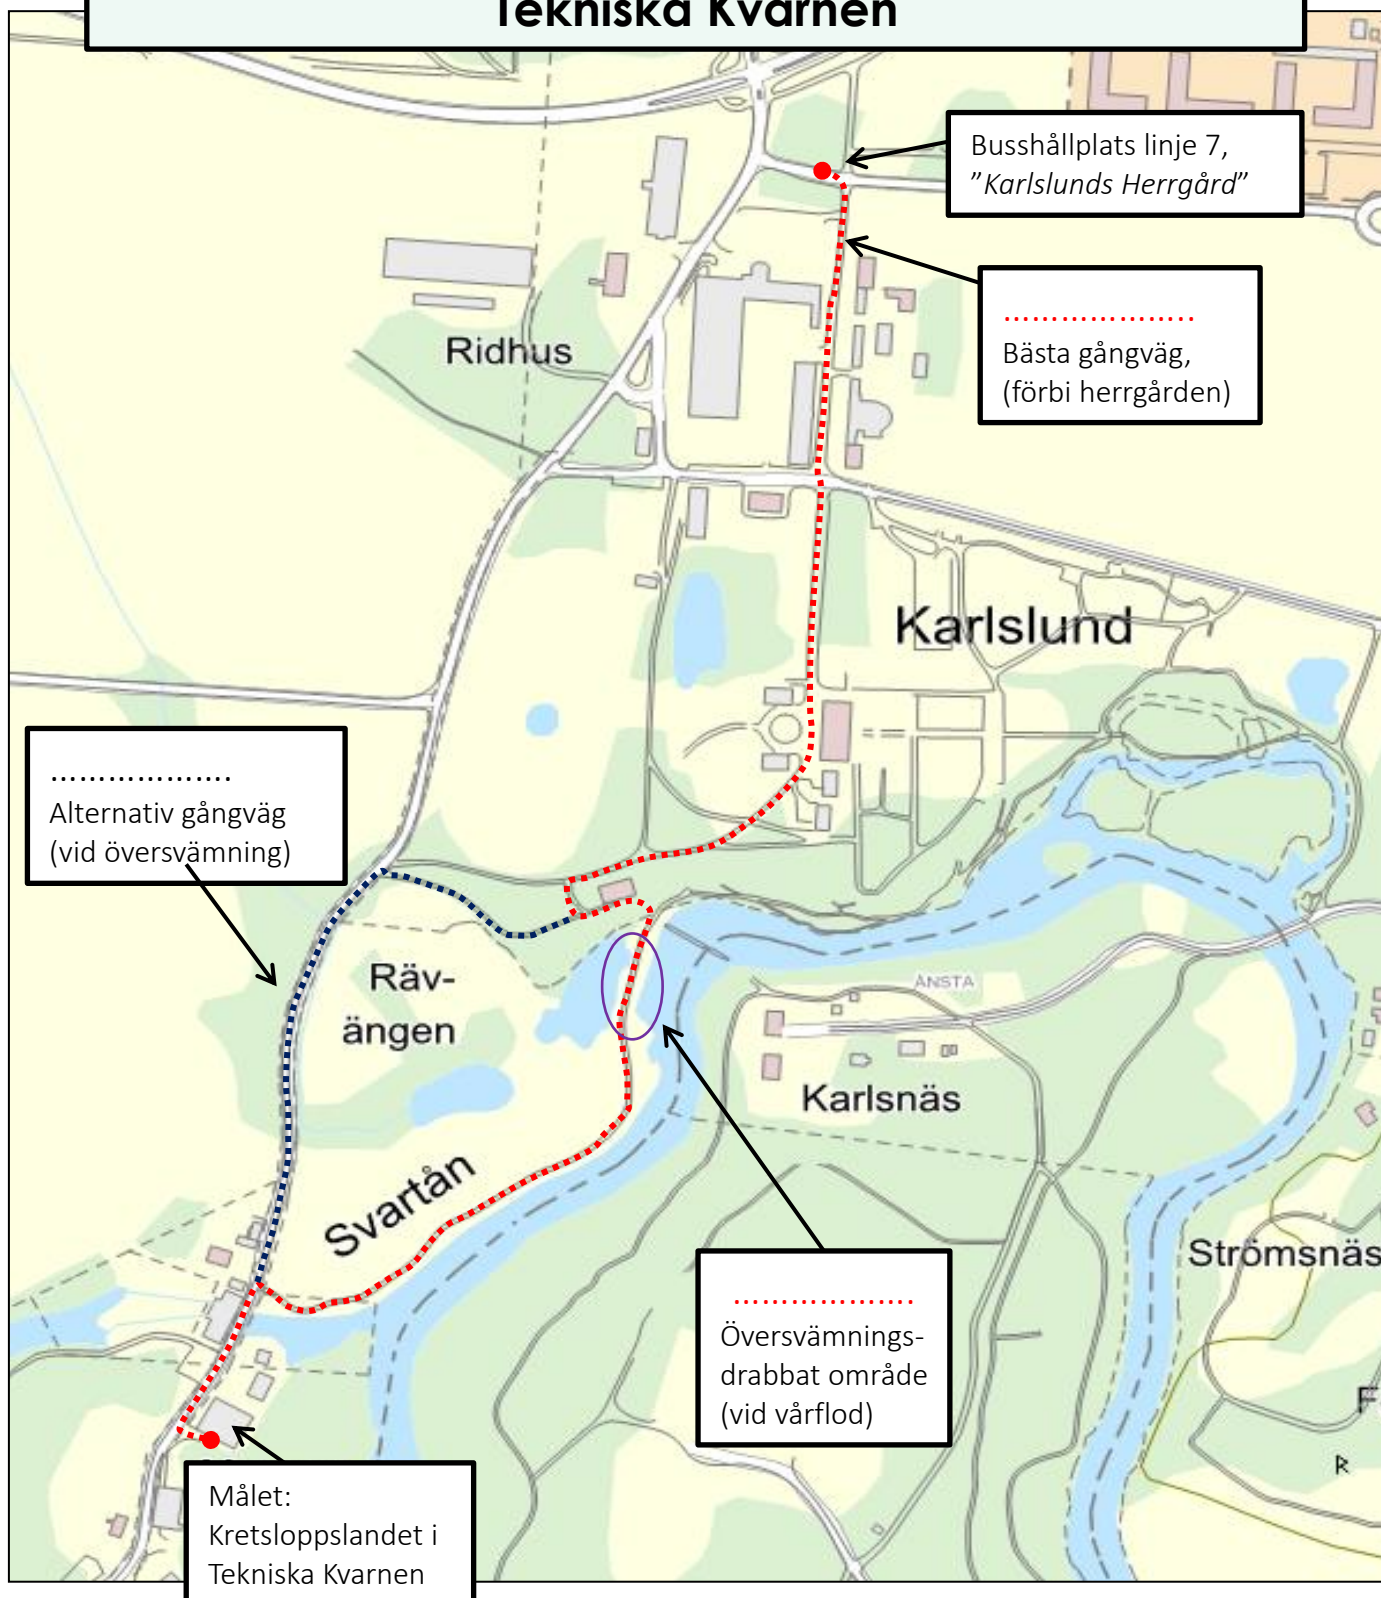 Tekniska Kvarnen
Busshållplats linje 7,
”Karlslunds Herrgård”
.....................
Bästa gångväg,
(förbi herrgården)
Ridhus
Karlslund
....................
Alternativ gångväg
(vid översvämning)
Räv-
ängen
ÅNSTA
Karlsnäs
Svartån
Strömsnäs
....................
Översvämnings-
drabbat område
(vid vårflod)
F
R
Målet:
Kretsloppslandet i
Tekniska Kvarnen